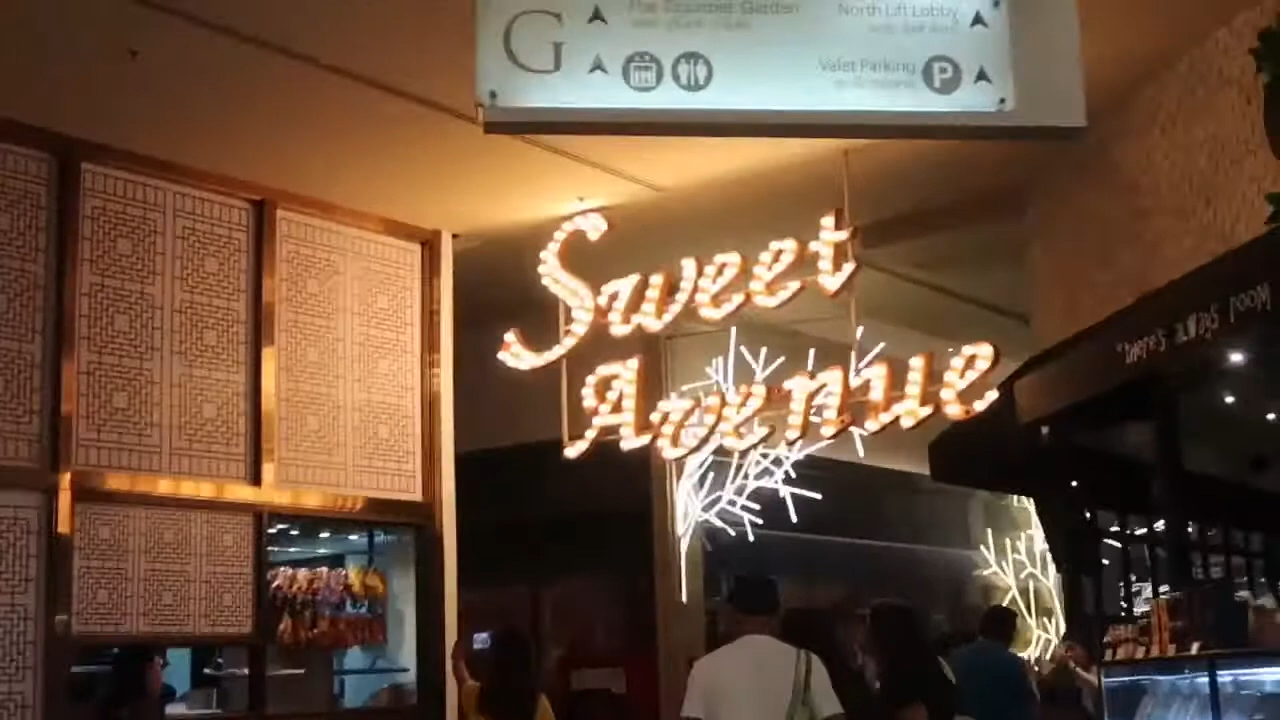 G
The Gourmet Garden
North Lift Lobby
Valet Parking
P
Sweet
Avenue
"there's always room